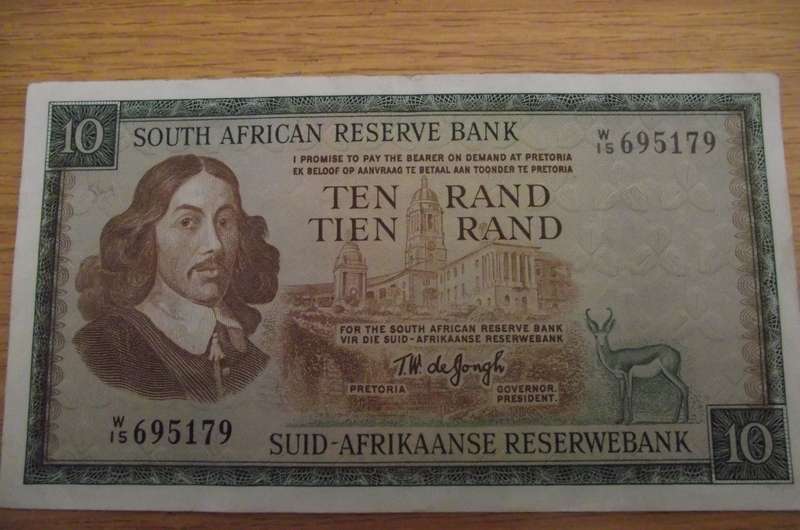 10
SOUTH AFRICAN RESERVE BANK
W/15 695179
I PROMISE TO PAY THE BEARER ON DEMAND AT PRETORIA
EK BELOOF OP AANVRAAG TE BETAAL AAN TOONDER TE PRETORIA
TEN RAND
TIEN RAND
FOR THE SOUTH AFRICAN RESERVE BANK
VIR DIE SUID-AFRIKAANSE RESERWEBANK
T.W. de Jongh
PRETORIA GOVERNOR.
PRESIDENT.
W/15 695179
SUID-AFRIKAANSE RESERWEBANK
10